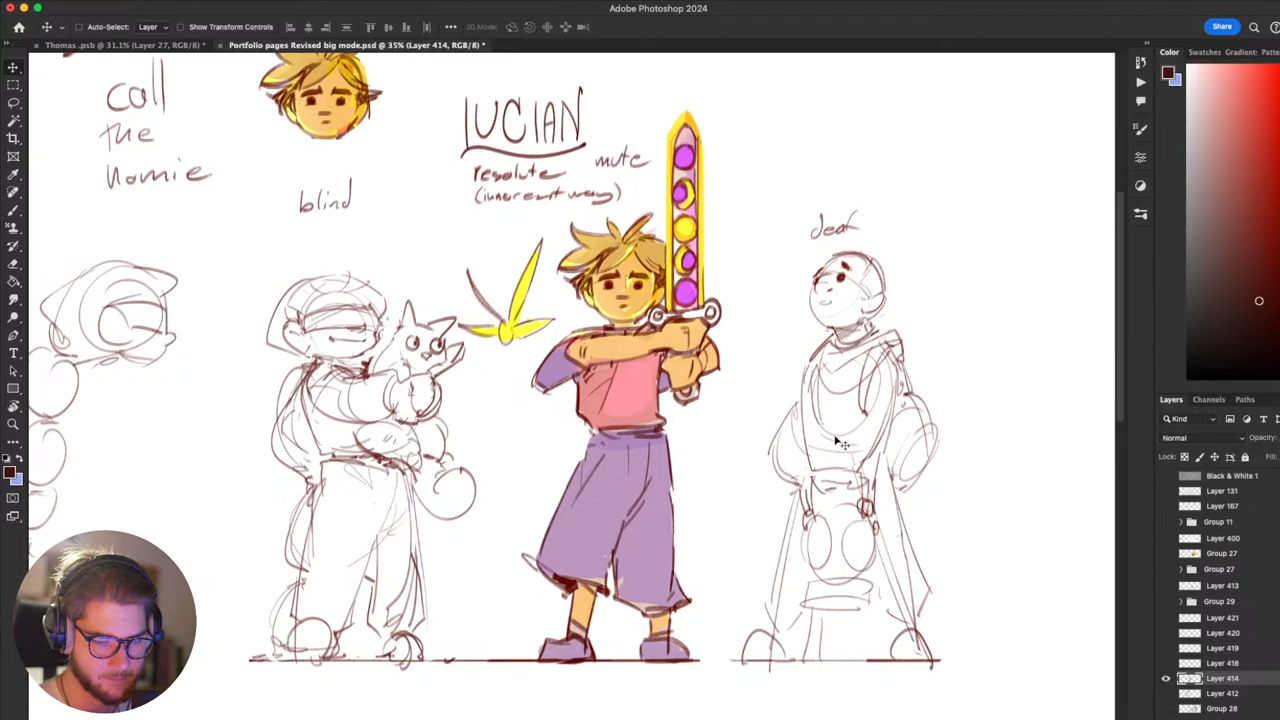 Adobe Photoshop 2024
Auto-Select: Layer Show Transform Controls 3D Mode: Share
Thomas .psb @ 31.1% (Layer 27, RGB/8) * Portfolio pages Revised big mode.psd @ 35% (Layer 414, RGB/8) *
call
the
homie
blind
LUCIAN
resolute
mute
deaf
Color Swatches Gradient: Patte
Layers Channels Paths
Kind
Normal Opacity:
Lock: Fill:
Black & White 1
Layer 131
Layer 167
Group 11
Layer 400
Group 27
Group 27
Layer 413
Group 29
Layer 421
Layer 420
Layer 419
Layer 418
Layer 414
Layer 412
Group 28